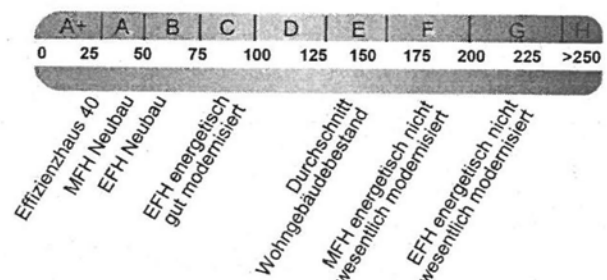 A+ A B C D E F G H
0 25 50 75 100 125 150 175 200 225 >250
Effizienzhaus 40
MFH Neubau
EFH Neubau
EFH energetisch
gut modernisiert
Durchschnitt
Wohngebäudebestand
MFH energetisch nicht
wesentlich modernisiert
EFH energetisch nicht
wesentlich modernisiert